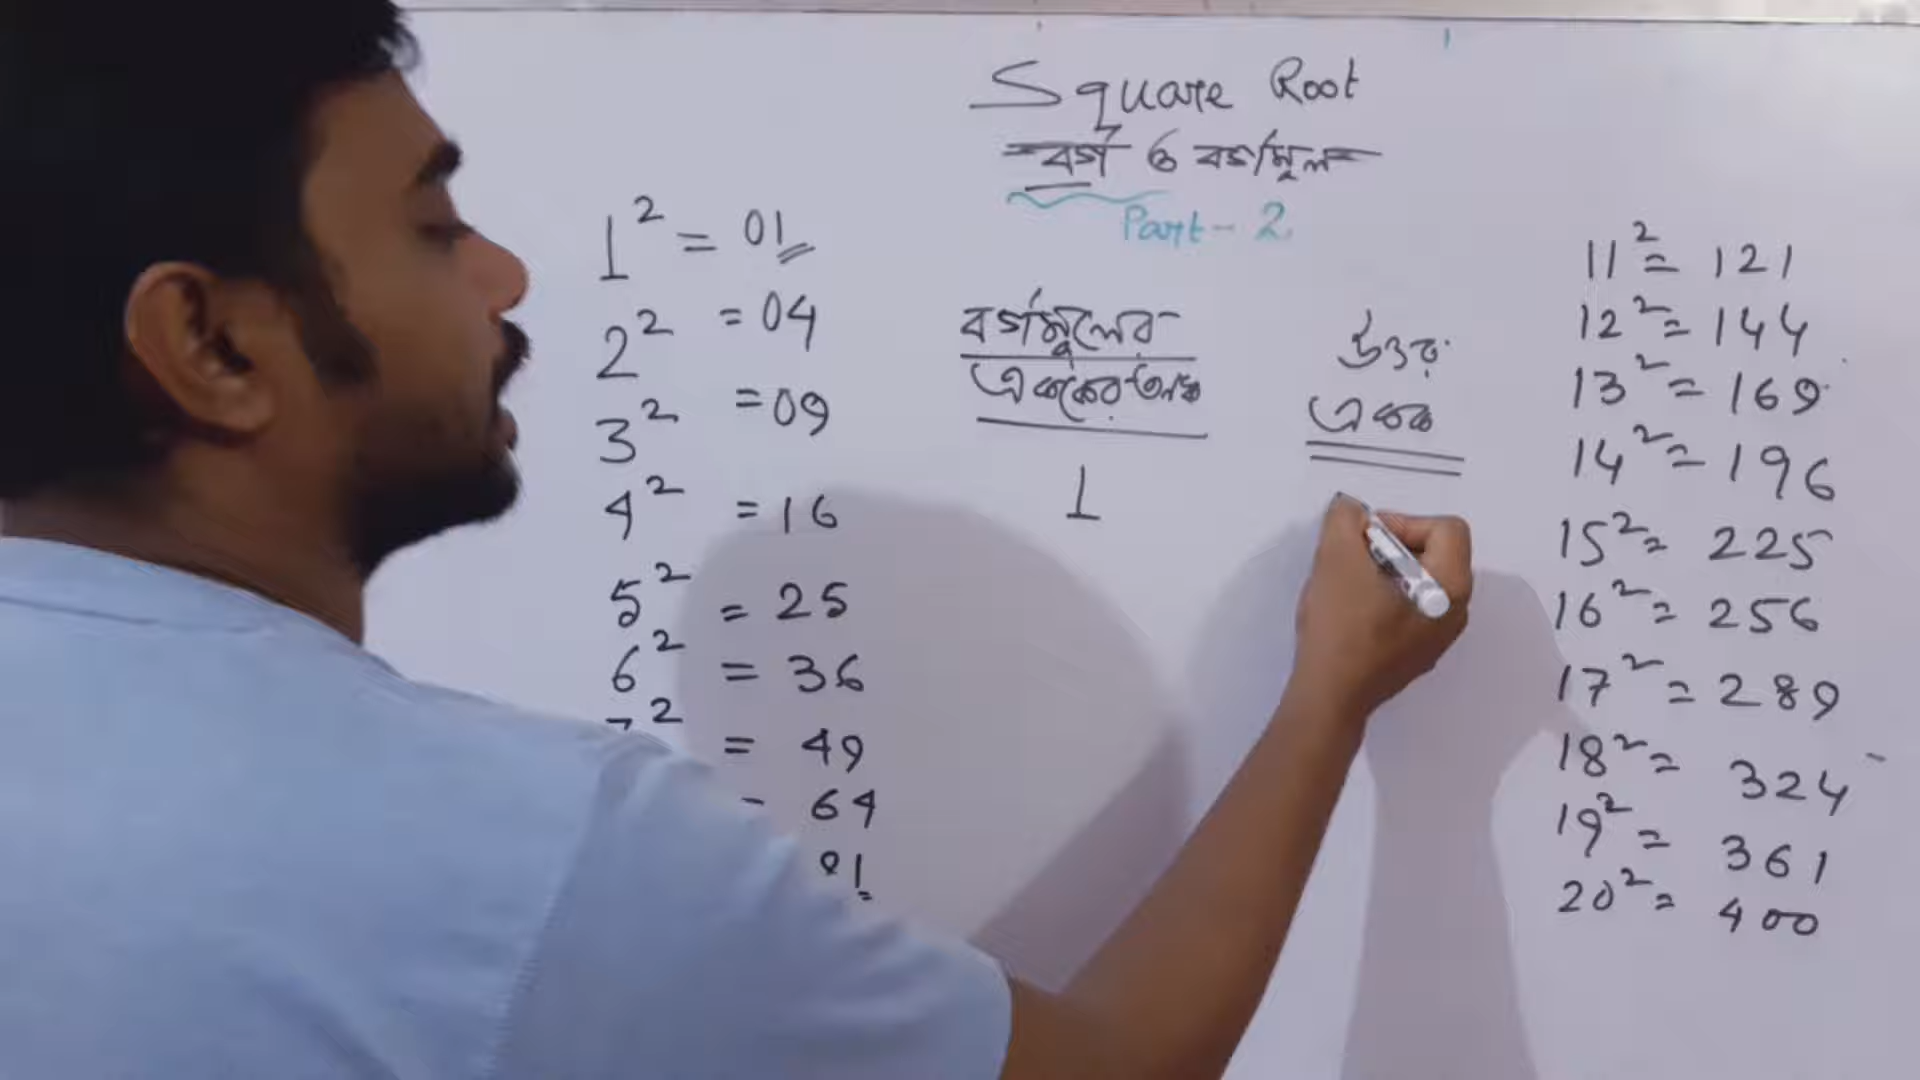 Square Root
বর্গ ও বর্গমূল
Part - 2
1² = 01
2² = 04
3² = 09
4² = 16
5² = 25
6² = 36
² = 49
= 64
81
বর্গমূলের
এককের অঙ্ক
1
উত্তর
একক
11² = 121
12² = 144
13² = 169
14² = 196
15² = 225
16² = 256
17² = 289
18² = 324
19² = 361
20² = 400